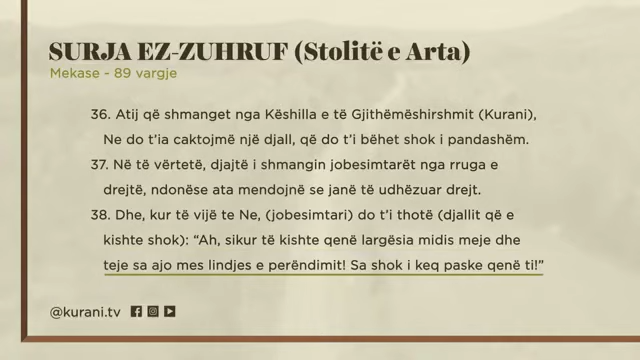 SURJA EZ-ZUHRUF (Stolitë e Arta)
Mekase - 89 vargje
36. Atij që shmanget nga Këshilla e të Gjithëmëshirshmit (Kurani),
Ne do t’ia caktojmë një djall, që do t’i bëhet shok i pandashëm.
37. Në të vërtetë, djajtë i shmangin jobesimtarët nga rruga e
drejtë, ndonëse ata mendojnë se janë të udhëzuar drejt.
38. Dhe, kur të vijë te Ne, (jobesimtari) do t’i thotë (djallit që e
kishte shok): “Ah, sikur të kishte qenë largësia midis meje dhe
teje sa ajo mes lindjes e perëndimit! Sa shok i keq paske qenë ti!”
@kurani.tv